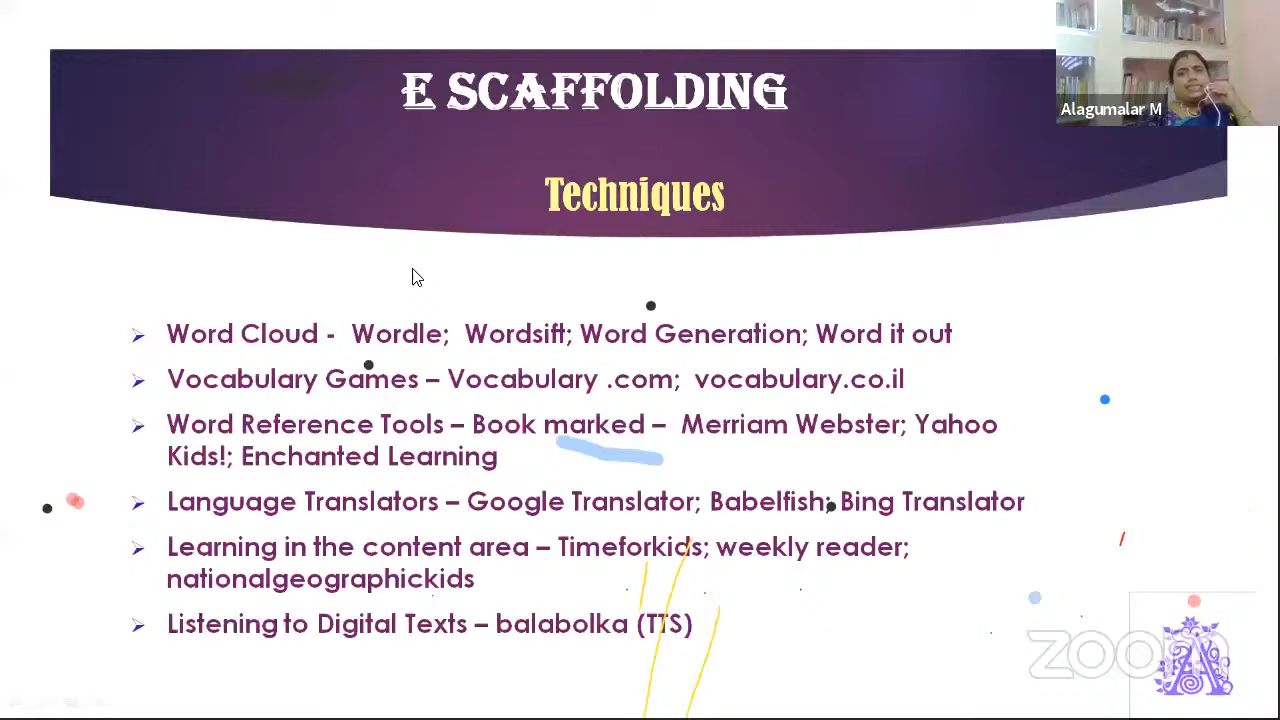 E SCAFFOLDING
Alagumalar M
Techniques
Word Cloud - Wordle; Wordsift; Word Generation; Word it out
Vocabulary Games – Vocabulary .com; vocabulary.co.il
Word Reference Tools – Book marked – Merriam Webster; Yahoo
Kids!; Enchanted Learning
Language Translators – Google Translator; Babelfish; Bing Translator
Learning in the content area – Timeforkids; weekly reader;
nationalgeographickids
Listening to Digital Texts – balabolka (TTS)
zoom
A